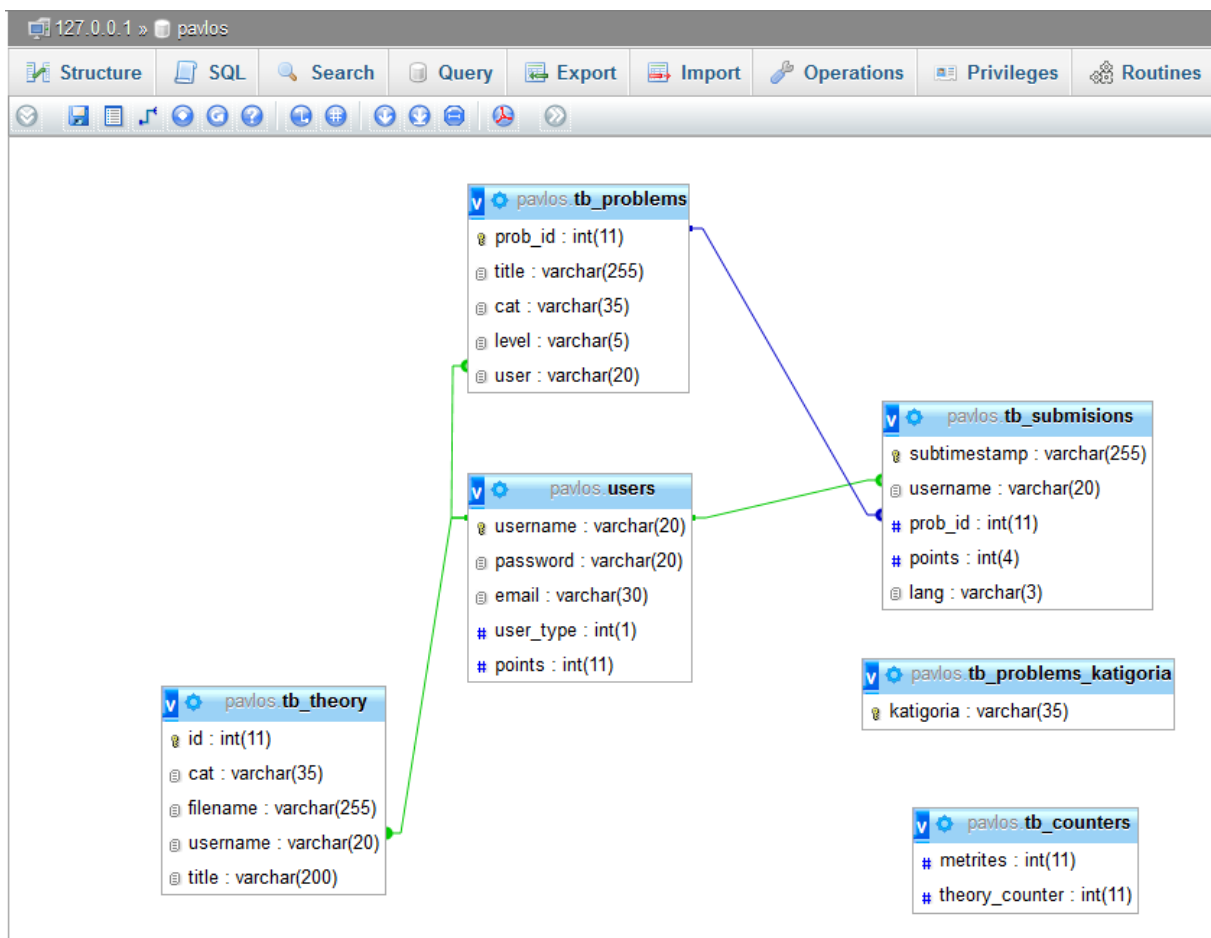 127.0.0.1 » pavlos
Structure SQL Search Query Export Import Operations Privileges Routines
v pavlos.tb_problems
prob_id : int(11)
title : varchar(255)
cat : varchar(35)
level : varchar(5)
user : varchar(20)
v pavlos.tb_submisions
subtimestamp : varchar(255)
username : varchar(20)
# prob_id : int(11)
# points : int(4)
lang : varchar(3)
v pavlos.users
username : varchar(20)
password : varchar(20)
email : varchar(30)
# user_type : int(1)
# points : int(11)
v pavlos.tb_problems_katigoria
katigoria : varchar(35)
v pavlos.tb_theory
id : int(11)
cat : varchar(35)
filename : varchar(255)
username : varchar(20)
title : varchar(200)
v pavlos.tb_counters
# metrites : int(11)
# theory_counter : int(11)